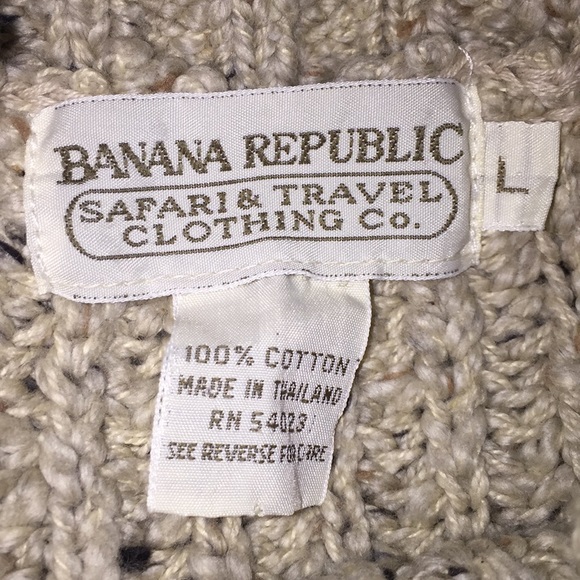 BANANA REPUBLIC
SAFARI & TRAVEL
CLOTHING Co.
L
100% COTTON
MADE IN THAILAND
RN 54023
SEE REVERSE FOR CARE